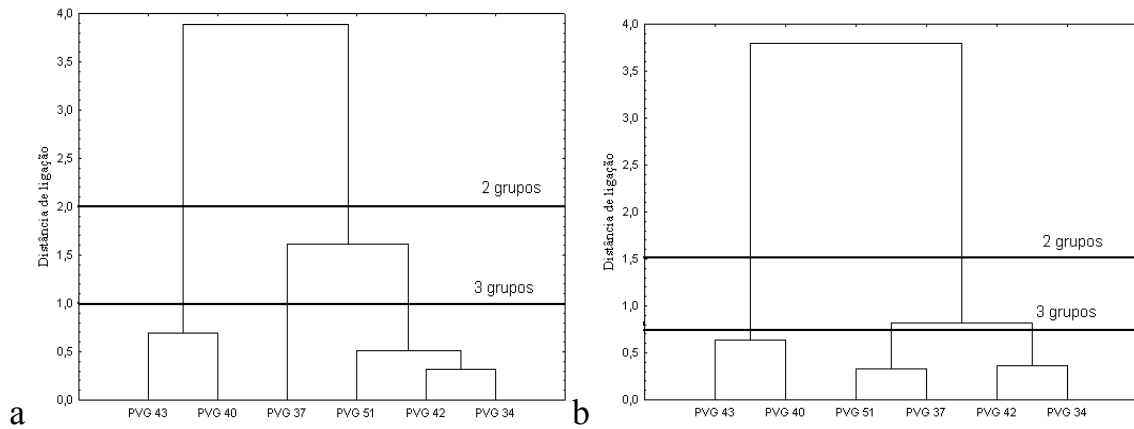 4,0
3,5
3,0
2,5
2,0
1,5
1,0
0,5
0,0
Distância de ligação
2 grupos
3 grupos
PVG 43 PVG 40 PVG 37 PVG 51 PVG 42 PVG 34
a
4,0
3,5
3,0
2,5
2,0
1,5
1,0
0,5
0,0
Distância de ligação
2 grupos
3 grupos
PVG 43 PVG 40 PVG 51 PVG 37 PVG 42 PVG 34
b